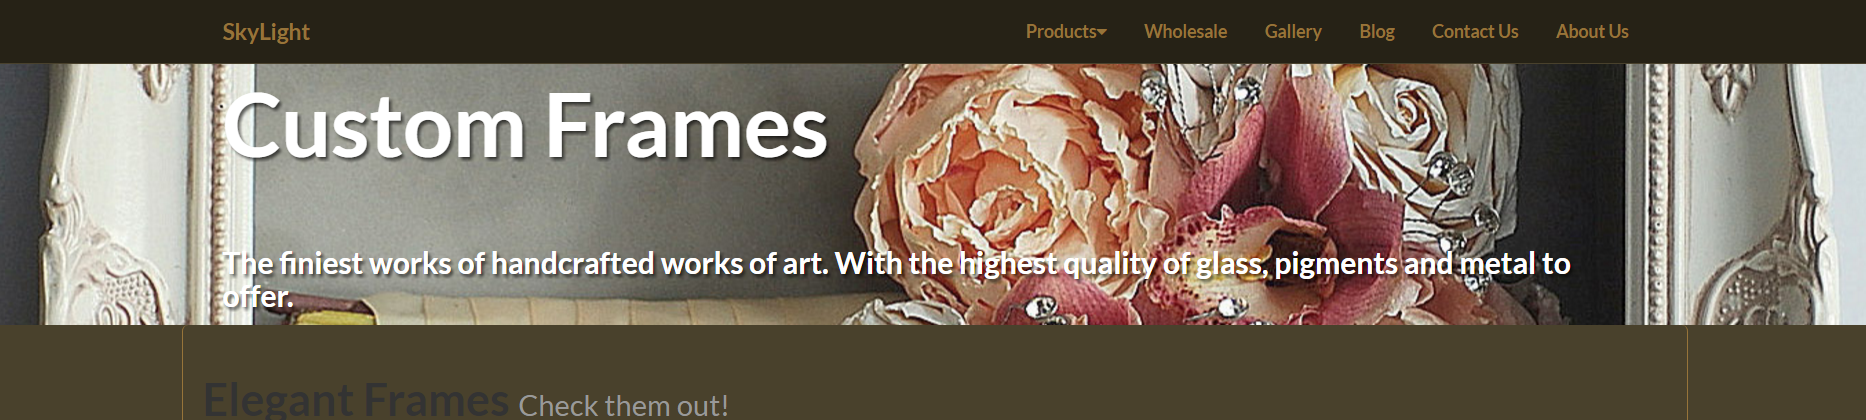 SkyLight Products Wholesale Gallery Blog Contact Us About Us
Custom Frames
The finiest works of handcrafted works of art. With the highest quality of glass, pigments and metal to
offer.
Elegant Frames Check them out!